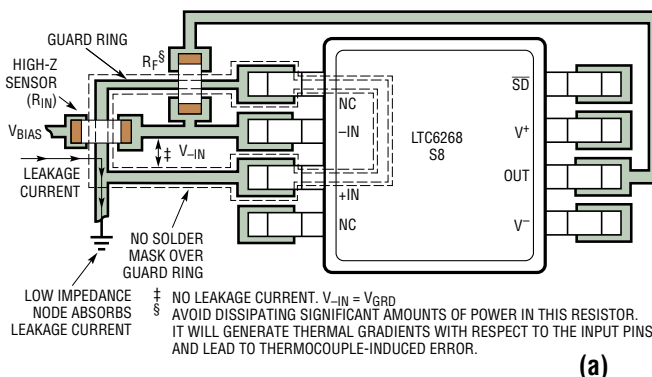 GUARD RING
R_F§
HIGH-Z
SENSOR
(R_IN)
V_BIAS
LEAKAGE
CURRENT
‡ V_–IN
NC
–IN
+IN
NC
LTC6268
S8
SD
V+
OUT
V–
NO SOLDER
MASK OVER
GUARD RING
LOW IMPEDANCE
NODE ABSORBS
LEAKAGE CURRENT
‡ NO LEAKAGE CURRENT. V_–IN = V_GRD
§ AVOID DISSIPATING SIGNIFICANT AMOUNTS OF POWER IN THIS RESISTOR.
IT WILL GENERATE THERMAL GRADIENTS WITH RESPECT TO THE INPUT PINS
AND LEAD TO THERMOCOUPLE-INDUCED ERROR.
(a)